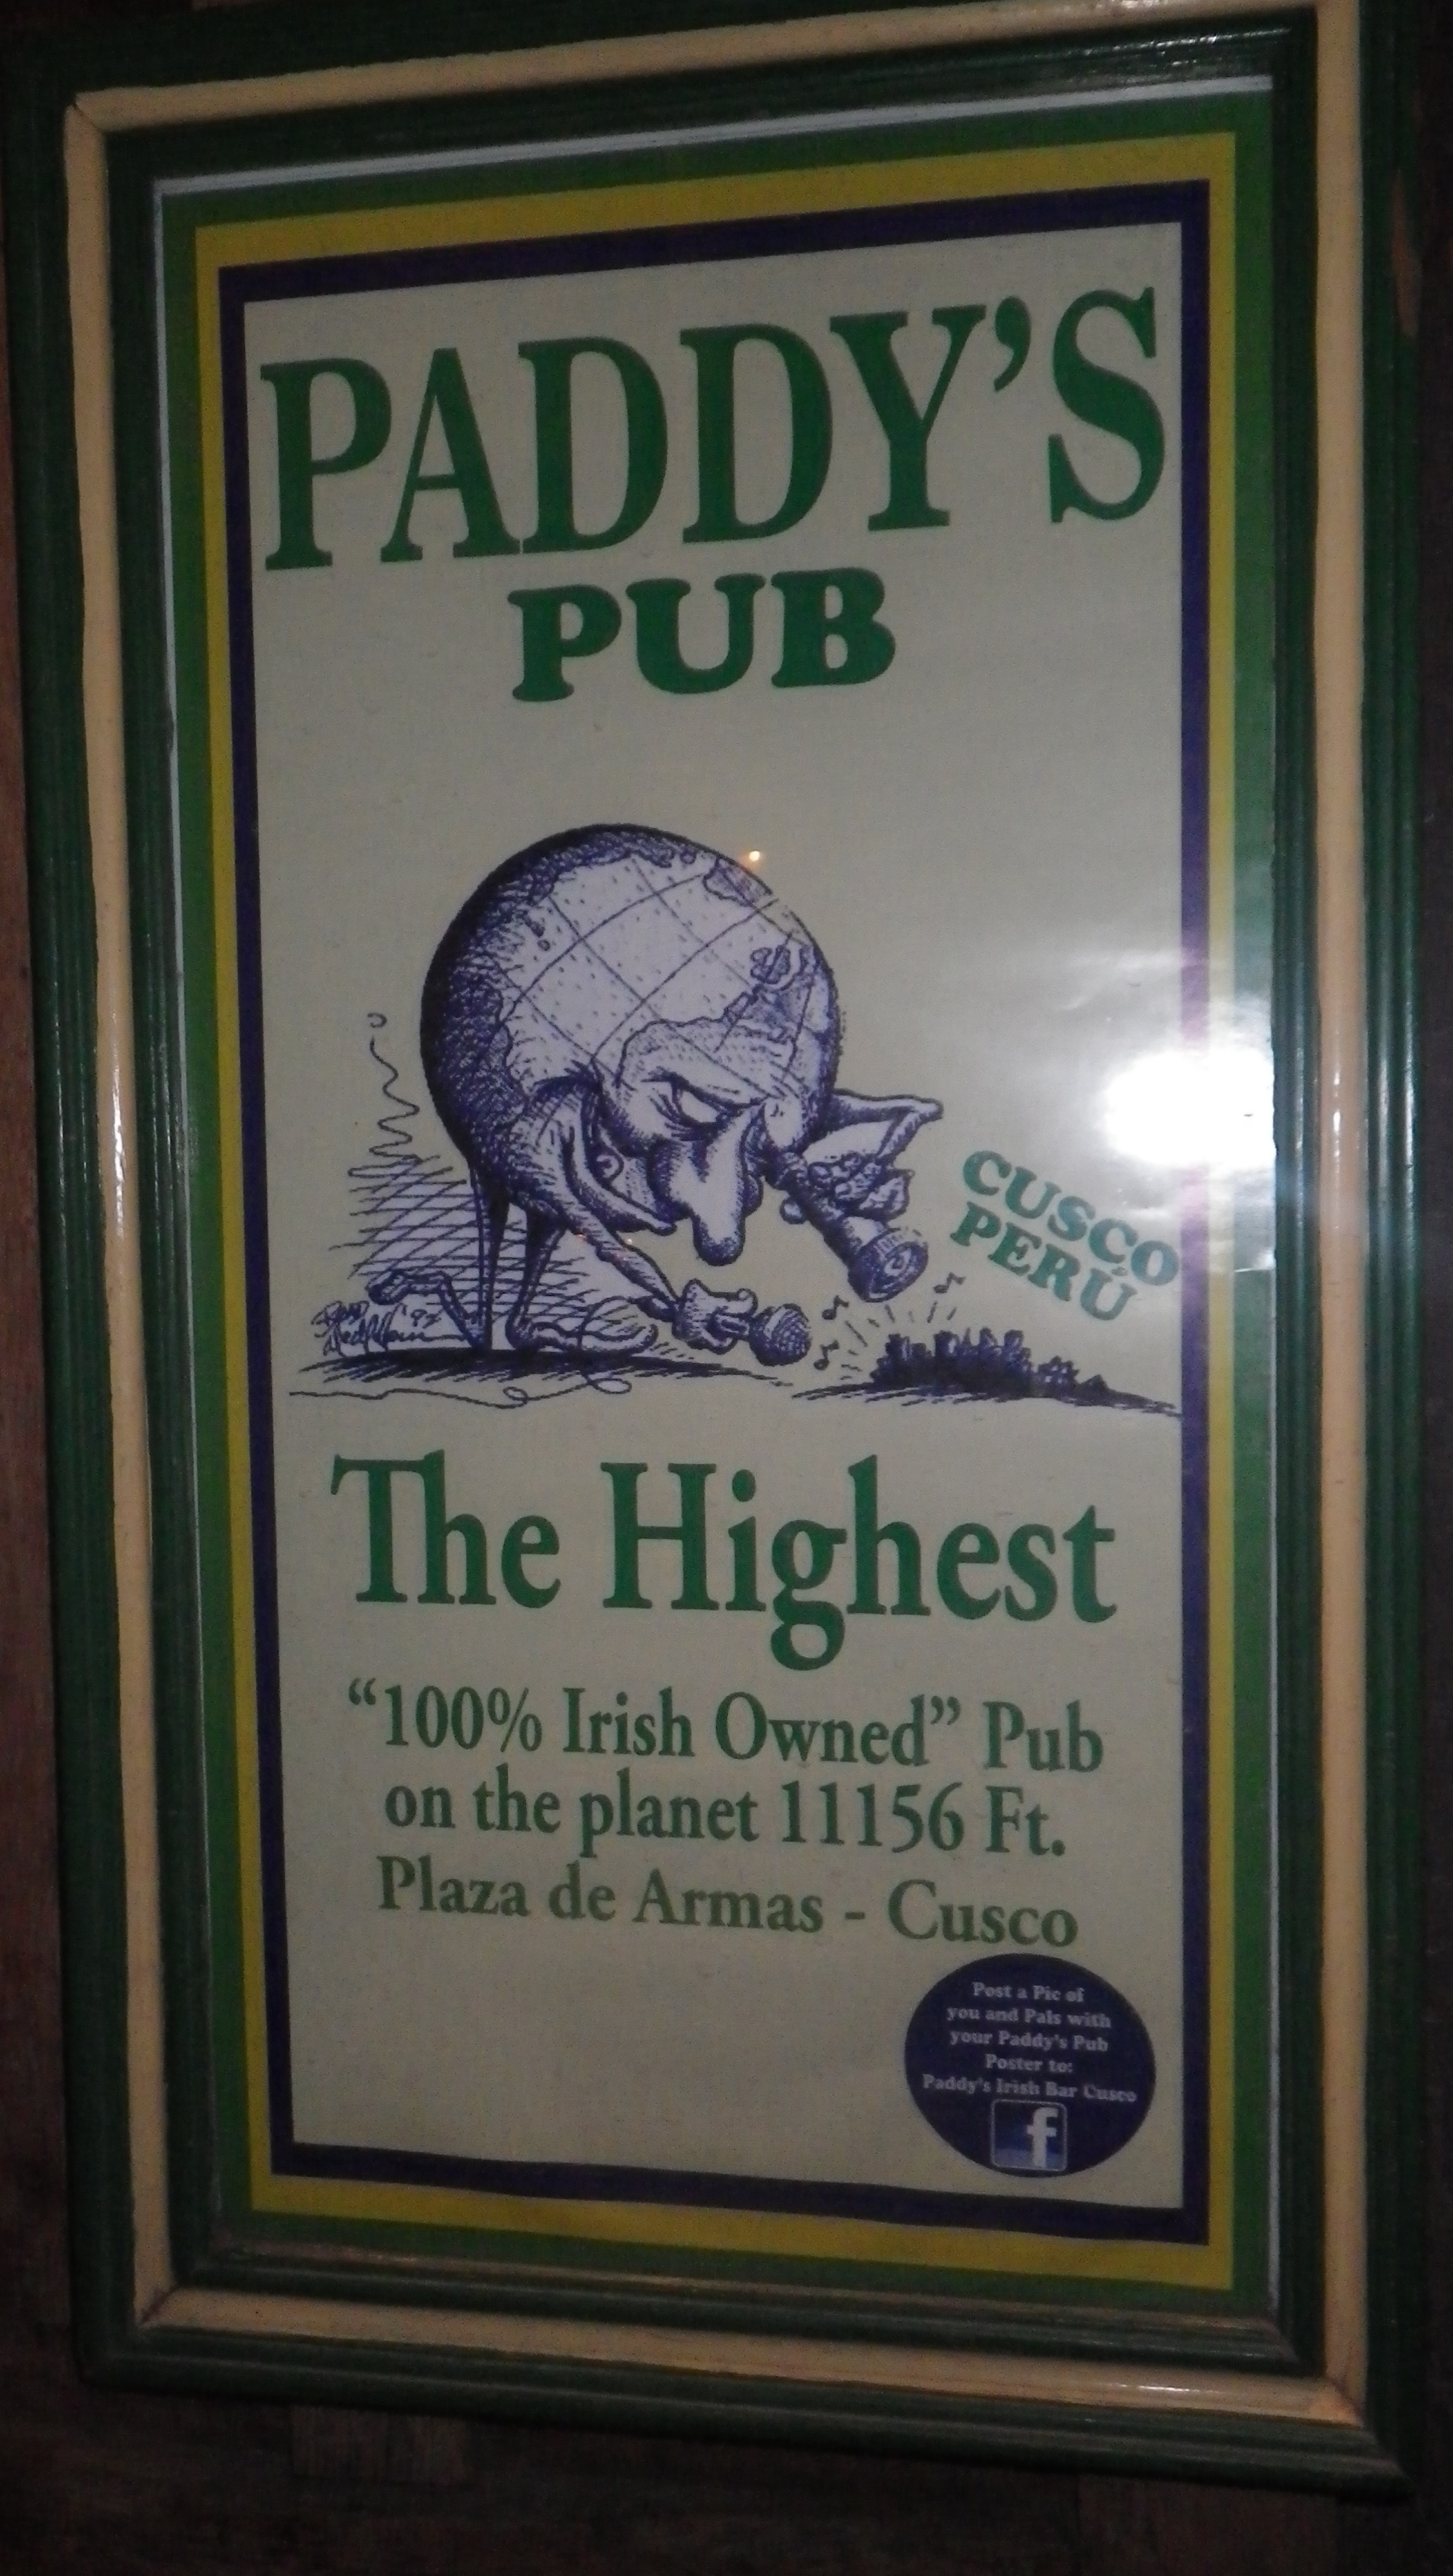 PADDY'S
PUB
CUSCO
PERÚ
The Highest
“100% Irish Owned” Pub
on the planet 11156 Ft.
Plaza de Armas - Cusco
Post a Pic of
you and Pals with
your Paddy's Pub
Poster to:
Paddy's Irish Bar Cusco
f